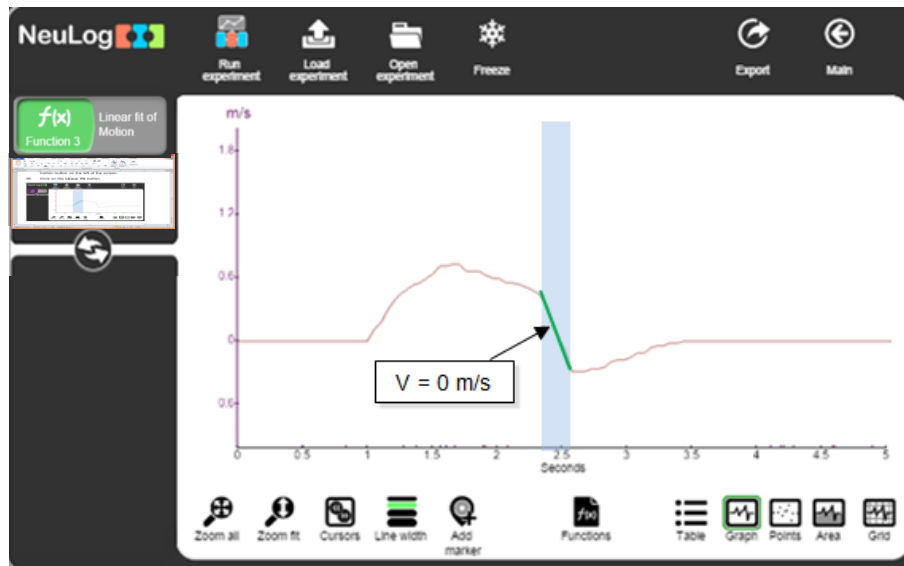 NeuLog
Run
experiment
Load
experiment
Open
experiment
Freeze
Export
Main
f(x)
Function 3
Linear fit of
Motion
m/s
1.8
1.2
0.6
0
0.6
V = 0 m/s
0 0.5 1 1.5 2 2.5 3 3.5 4 4.5 5
Seconds
Zoom all
Zoom fit
Cursors
Line width
Add
marker
f(x)
Functions
Table
Graph
Points
Area
Grid